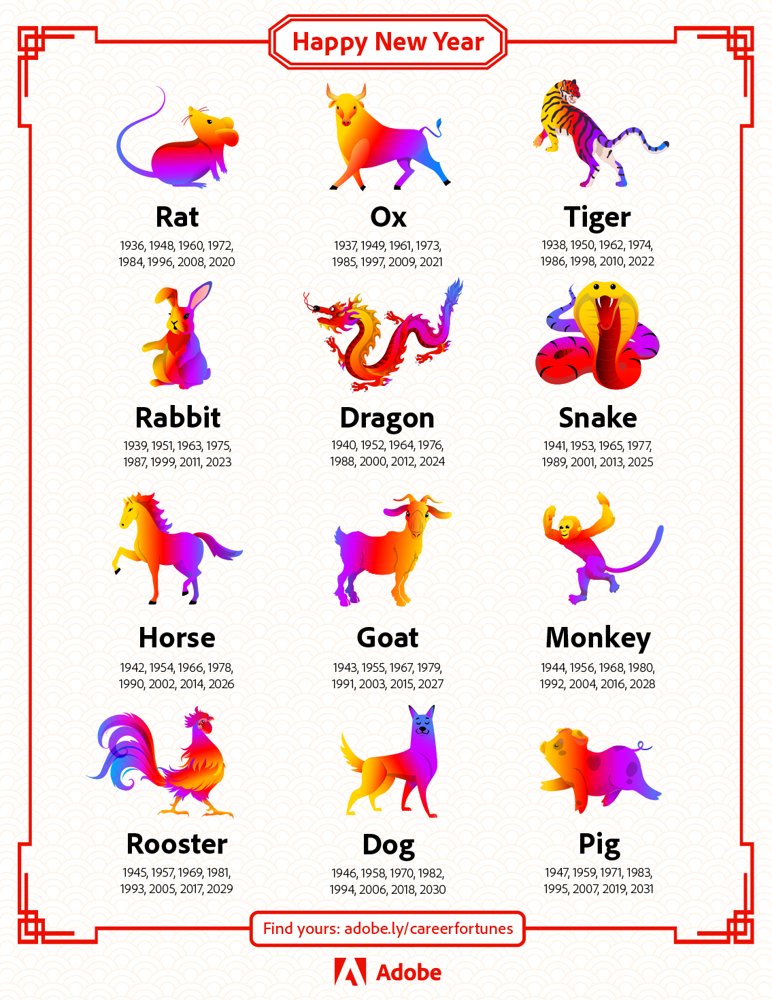 Happy New Year
Rat
1936, 1948, 1960, 1972,
1984, 1996, 2008, 2020
Ox
1937, 1949, 1961, 1973,
1985, 1997, 2009, 2021
Tiger
1938, 1950, 1962, 1974,
1986, 1998, 2010, 2022
Rabbit
1939, 1951, 1963, 1975,
1987, 1999, 2011, 2023
Dragon
1940, 1952, 1964, 1976,
1988, 2000, 2012, 2024
Snake
1941, 1953, 1965, 1977,
1989, 2001, 2013, 2025
Horse
1942, 1954, 1966, 1978,
1990, 2002, 2014, 2026
Goat
1943, 1955, 1967, 1979,
1991, 2003, 2015, 2027
Monkey
1944, 1956, 1968, 1980,
1992, 2004, 2016, 2028
Rooster
1945, 1957, 1969, 1981,
1993, 2005, 2017, 2029
Dog
1946, 1958, 1970, 1982,
1994, 2006, 2018, 2030
Pig
1947, 1959, 1971, 1983,
1995, 2007, 2019, 2031
Find yours: adobe.ly/careerfortunes
Adobe